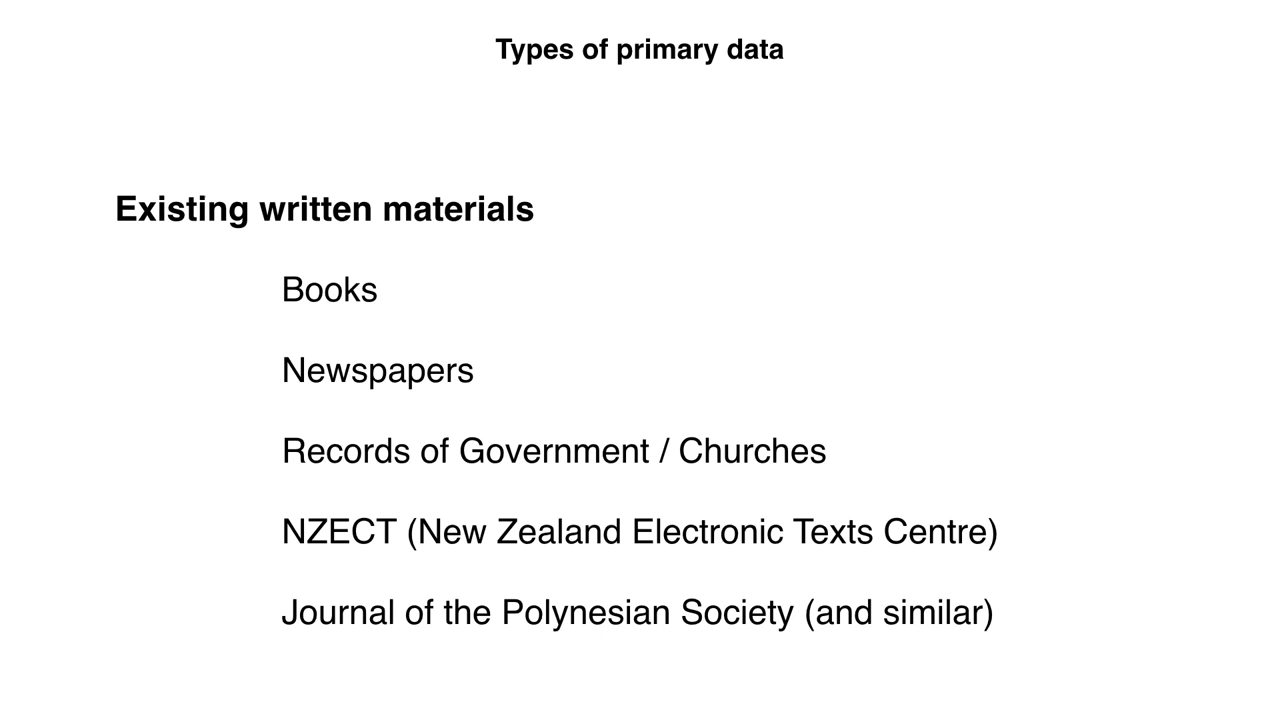 Types of primary data
Existing written materials
Books
Newspapers
Records of Government / Churches
NZECT (New Zealand Electronic Texts Centre)
Journal of the Polynesian Society (and similar)